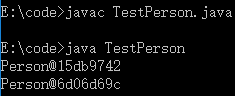 E:\code>javac TestPerson.java
E:\code>java TestPerson
Person@15db9742
Person@6d06d69c